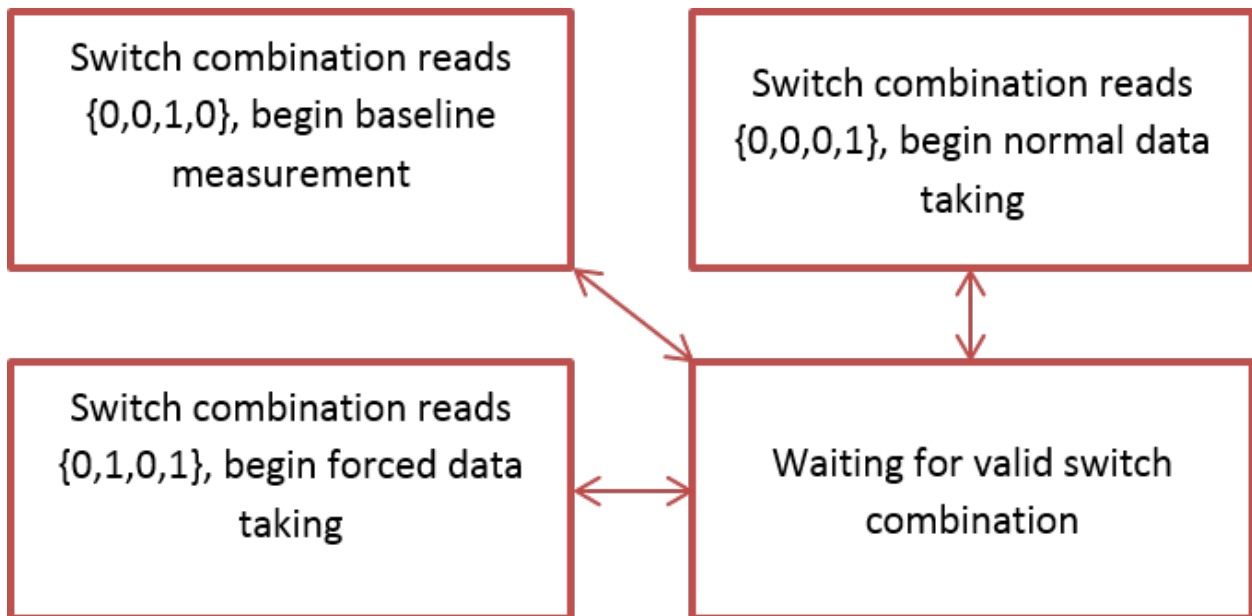 Switch combination reads
{0,0,1,0}, begin baseline
measurement
Switch combination reads
{0,0,0,1}, begin normal data
taking
Switch combination reads
{0,1,0,1}, begin forced data
taking
Waiting for valid switch
combination